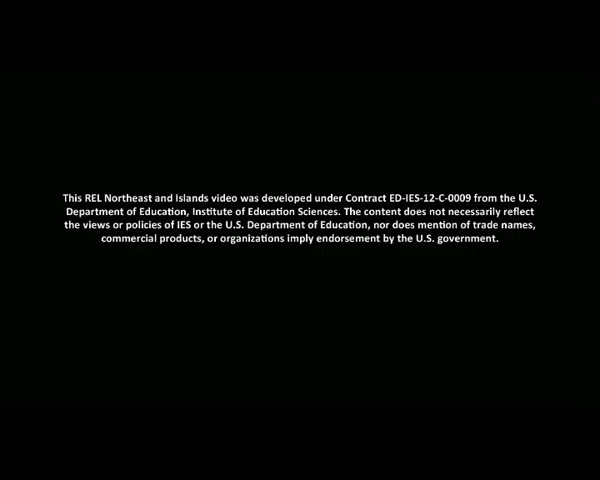 This REL Northeast and Islands video was developed under Contract ED-IES-12-C-0009 from the U.S.
Department of Education, Institute of Education Sciences. The content does not necessarily reflect
the views or policies of IES or the U.S. Department of Education, nor does mention of trade names,
commercial products, or organizations imply endorsement by the U.S. government.